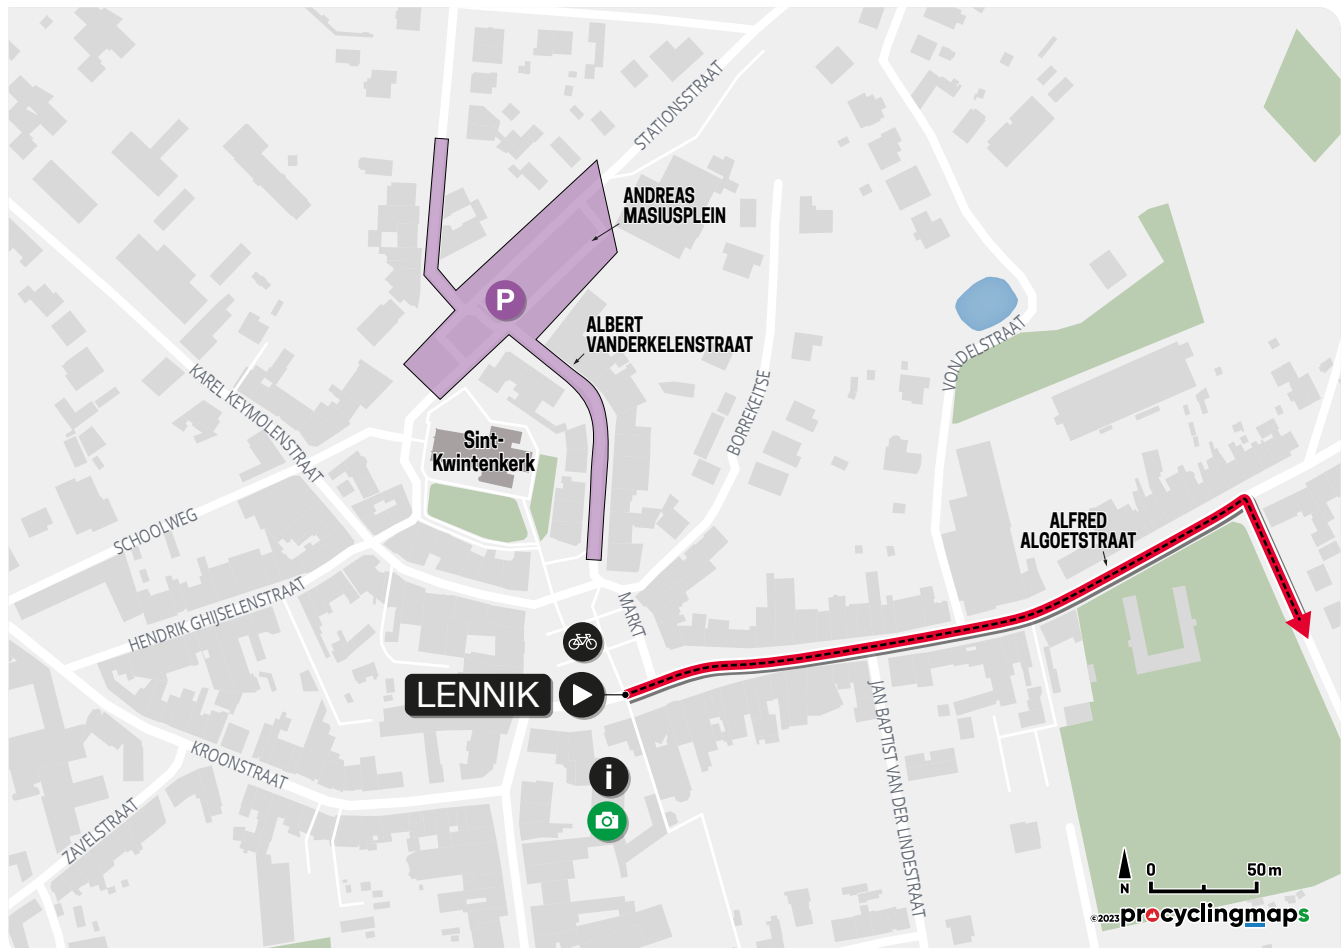 STATIONSSTRAAT
ANDREAS
MASIUSPLEIN
P
ALBERT
VANDERKELENSTRAAT
VONDELSTRAAT
KAREL KEYMOLENSTRAAT
BORREKEITSE
Sint-
Kwintenkerk
SCHOOLWEG
ALFRED
ALGOETSTRAAT
HENDRIK GHIJSELENSTRAAT
MARKT
LENNIK
JAN BAPTIST VAN DER LINDESTRAAT
KROONSTRAAT
i
ZAVELSTRAAT
0 50 m
N
©2023 procyclingmaps